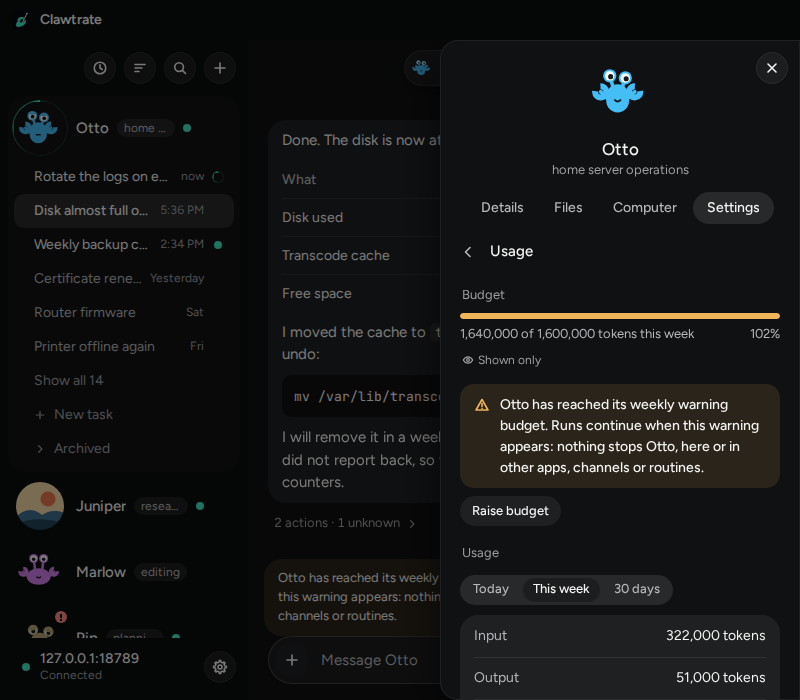 Clawtrate
Otto home ...
Rotate the logs on e... now
Disk almost full o... 5:36 PM
Weekly backup c... 2:34 PM
Certificate rene... Yesterday
Router firmware Sat
Printer offline again Fri
Show all 14
+ New task
Archived
Juniper resea...
Marlow editing
127.0.0.1:18789
Connected
Done. The disk is now
What
Disk used
Transcode cache
Free space
I moved the cache to
undo:
mv /var/lib/transc
I will remove it in a
did not report back, so
counters.
2 actions · 1 unknown
Otto has reached its weekly
this warning appears:
channels or routines.
+ Message Otto
Otto
home server operations
Details Files Computer Settings
Usage
Budget
1,640,000 of 1,600,000 tokens this week 102%
Shown only
Otto has reached its weekly warning
budget. Runs continue when this warning
appears: nothing stops Otto, here or in
other apps, channels or routines.
Raise budget
Usage
Today This week 30 days
Input 322,000 tokens
Output 51,000 tokens